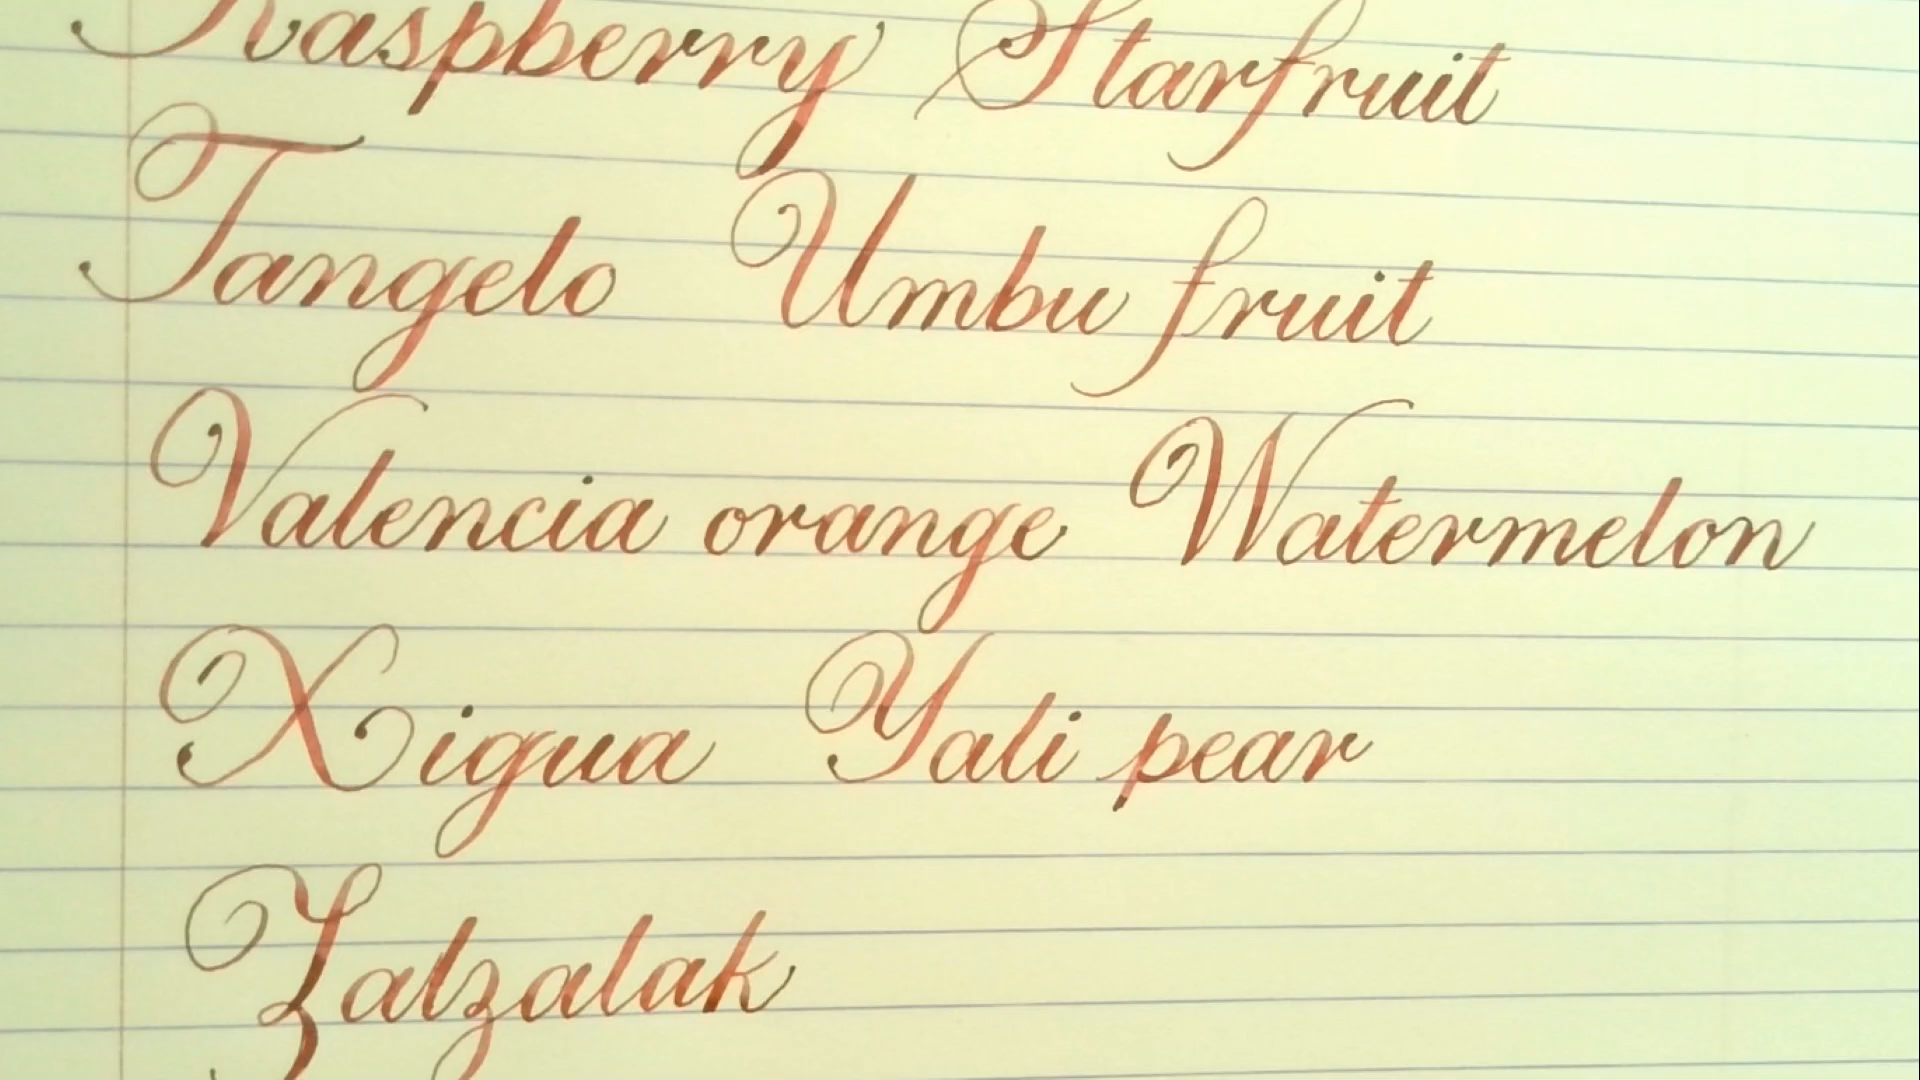 Raspberry Starfruit
Tangelo Umbu fruit
Valencia orange Watermelon
Xigua Yali pear
Zalzalak